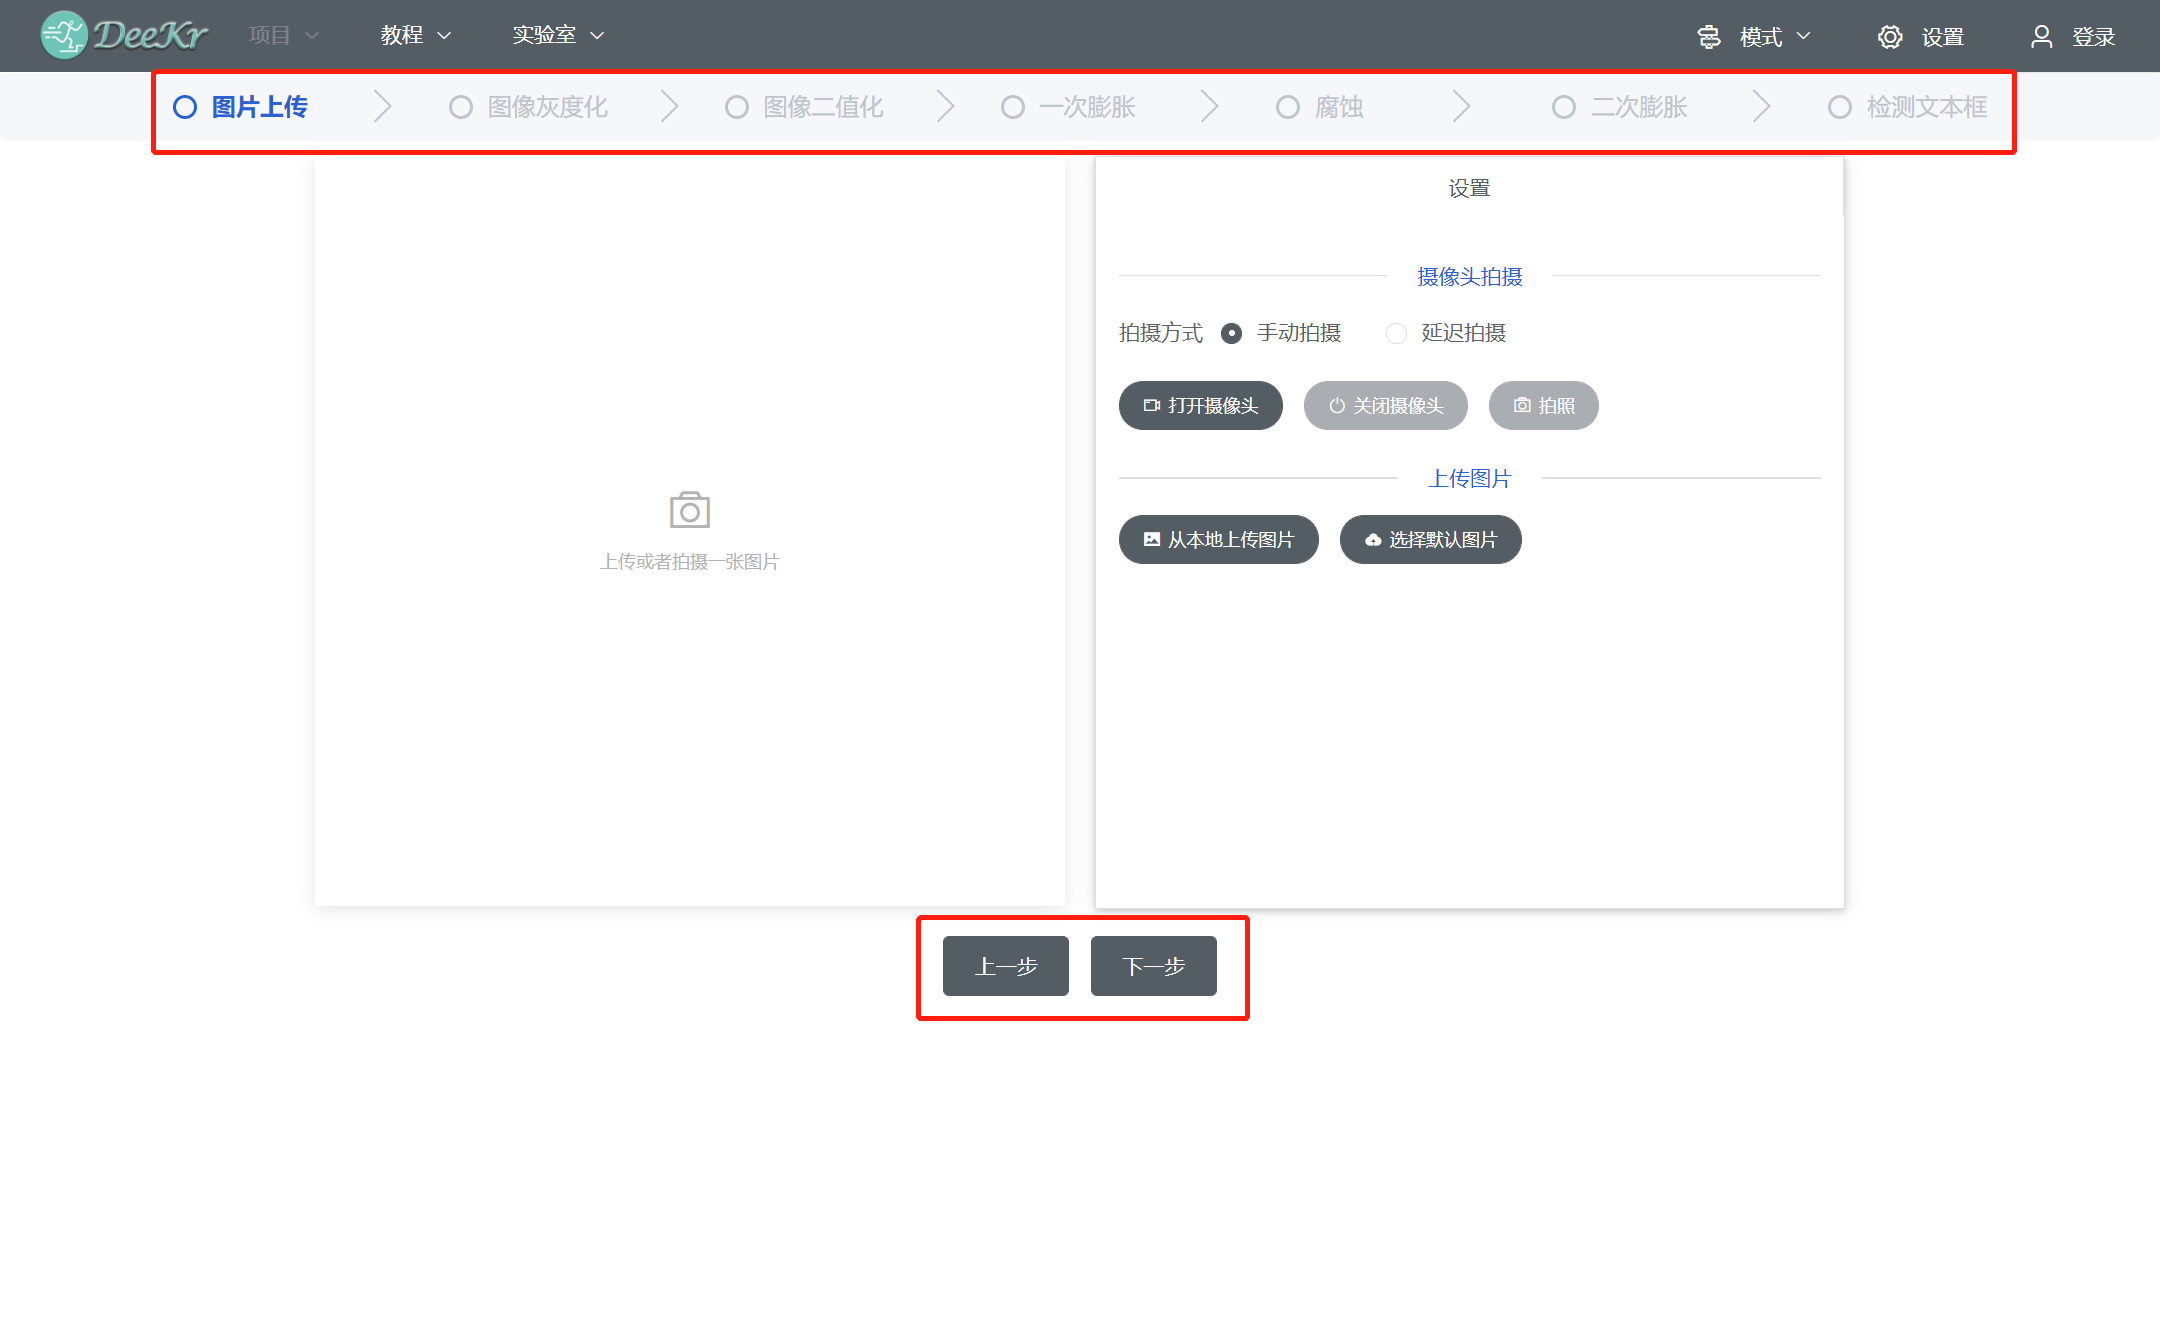 DeeKr 项目 教程 实验室 模式 设置 登录
图片上传 图像灰度化 图像二值化 一次膨胀 腐蚀 二次膨胀 检测文本框
设置
摄像头拍摄
拍摄方式 手动拍摄 延迟拍摄
打开摄像头 关闭摄像头 拍照
上传图片
从本地上传图片 选择默认图片
上传或者拍摄一张图片
上一步 下一步